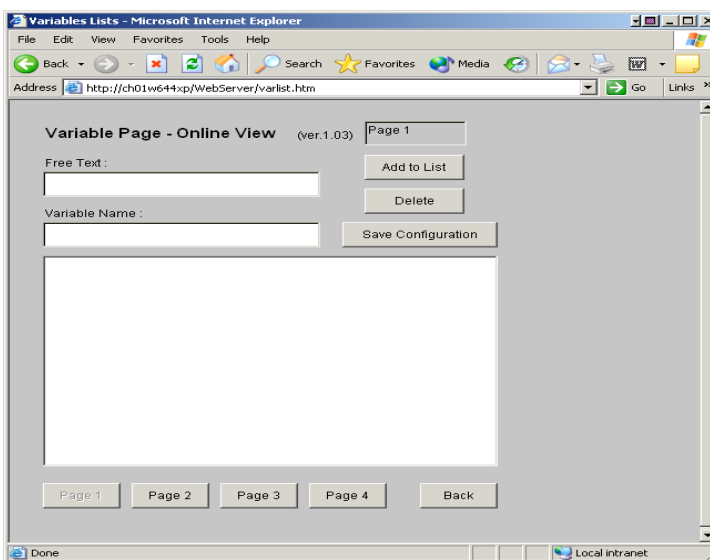 Variables Lists - Microsoft Internet Explorer
File Edit View Favorites Tools Help
Back Search Favorites Media
Address http://ch01w644xp/WebServer/varlist.htm Go Links »
Variable Page - Online View (ver.1.03) Page 1
Free Text :
Add to List
Delete
Variable Name :
Save Configuration
Page 1 Page 2 Page 3 Page 4 Back
Done Local intranet